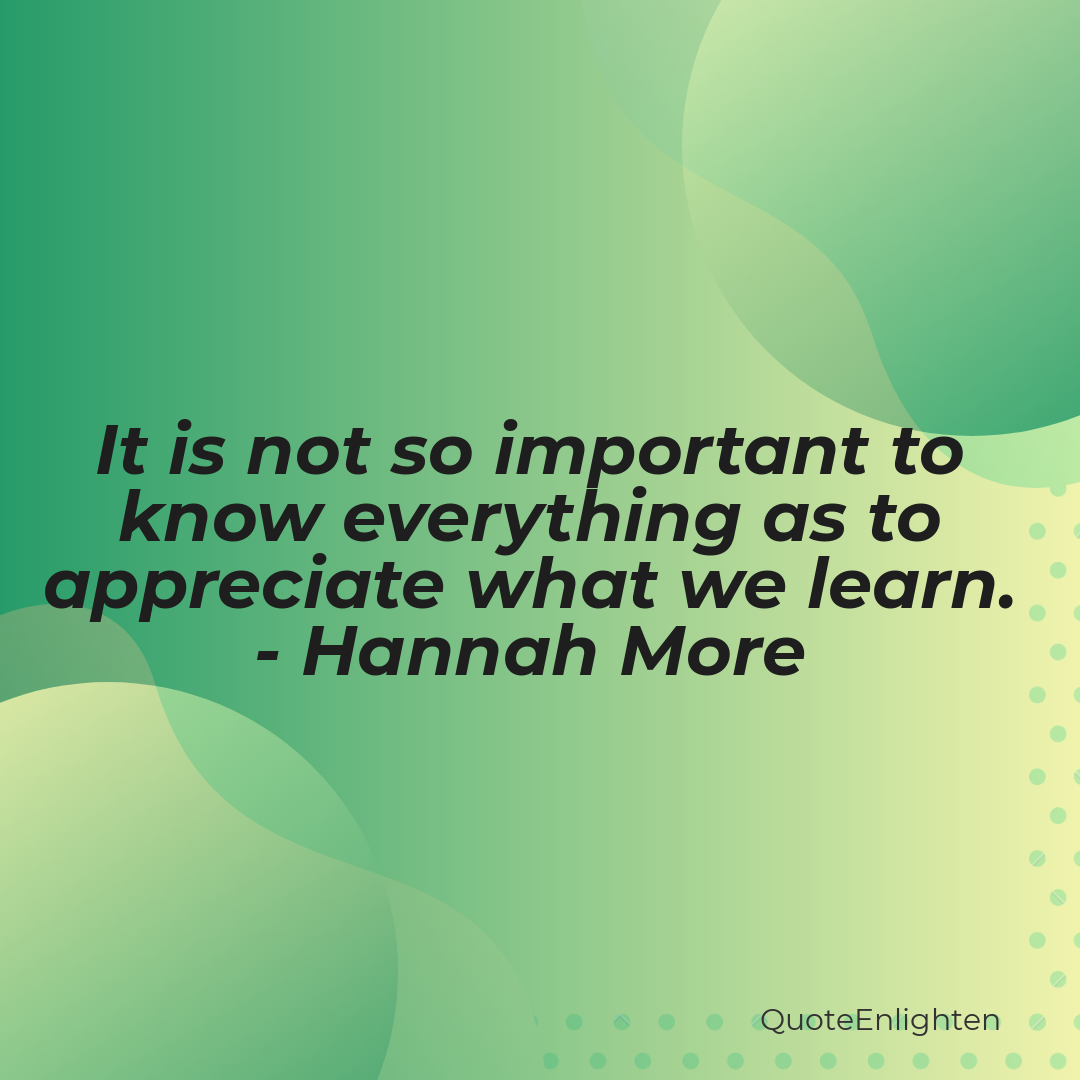 It is not so important to
know everything as to
appreciate what we learn.
- Hannah More
QuoteEnlighten